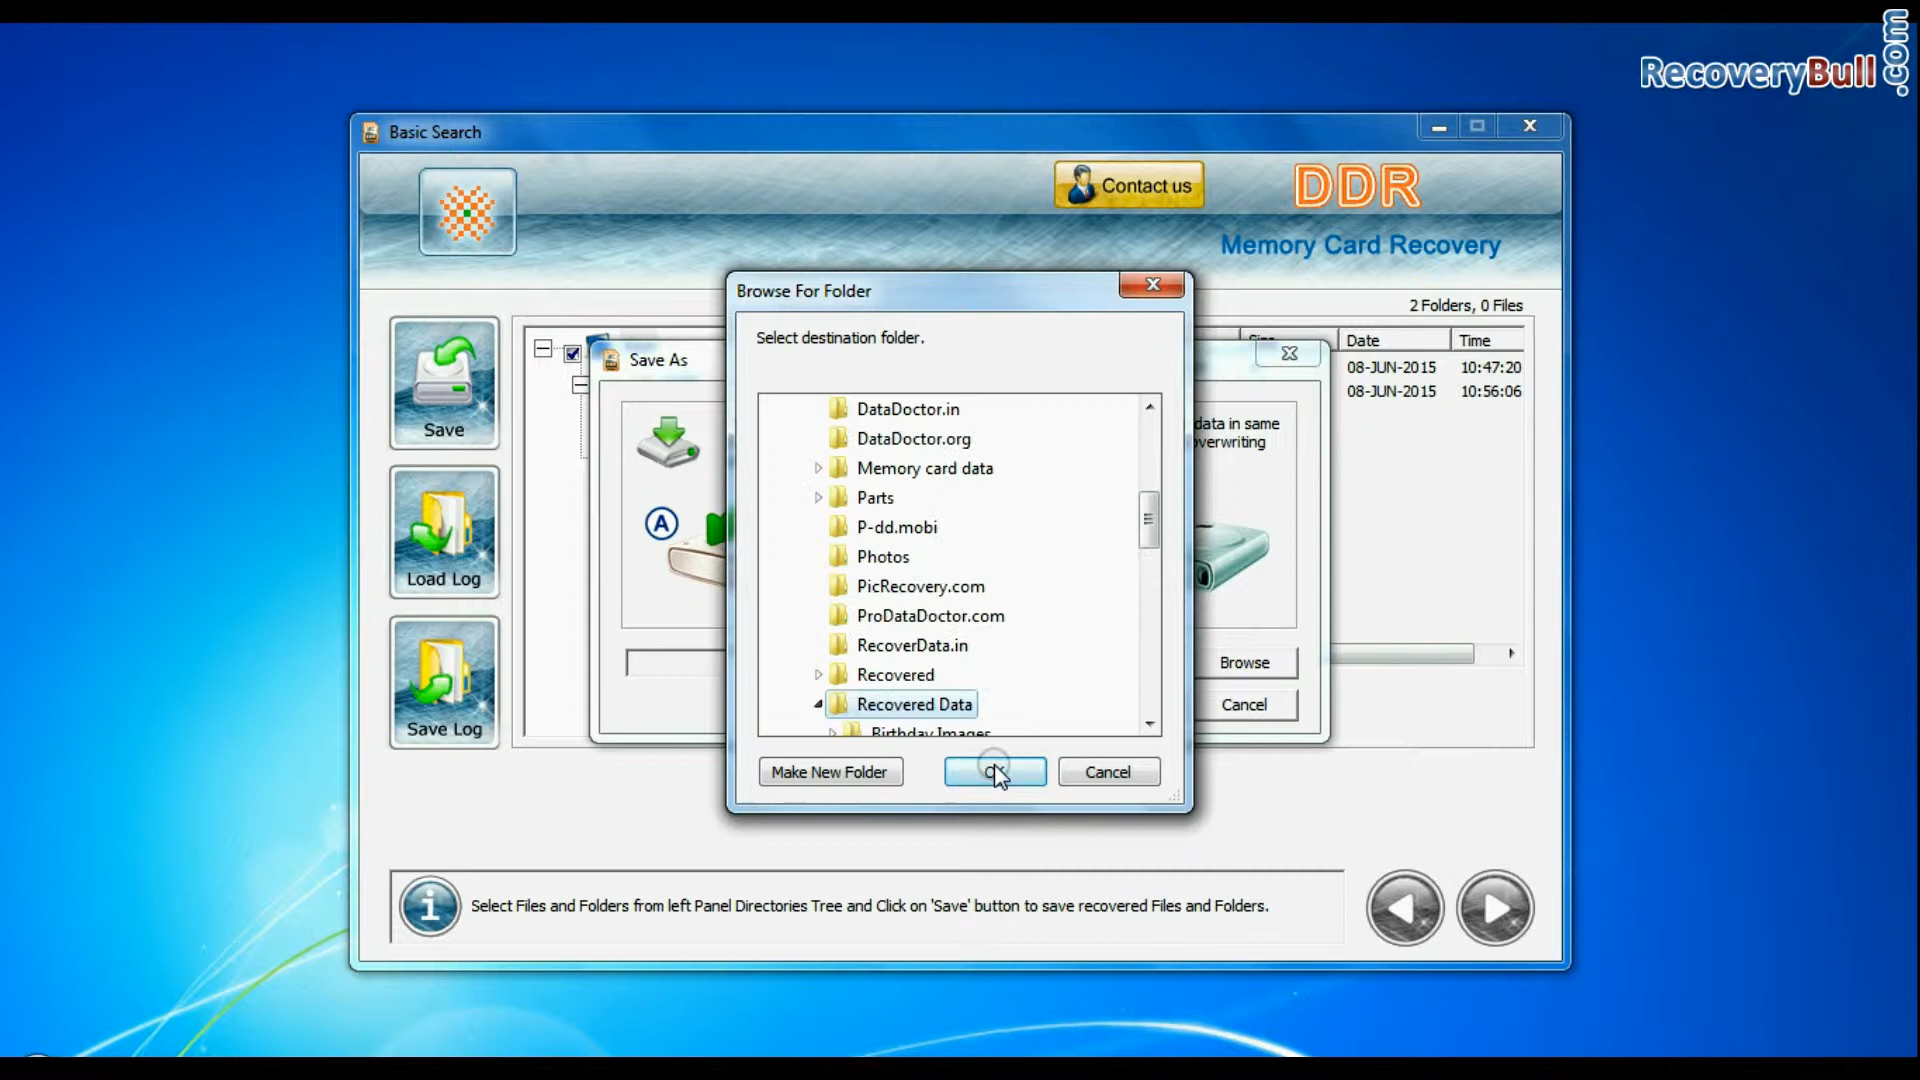 RecoveryBull.com
Basic Search
Contact us
DDR
Memory Card Recovery
2 Folders, 0 Files
Date
Time
08-JUN-2015
10:47:20
08-JUN-2015
10:56:06
Save
Load Log
Save Log
Save As
A
data in same
overwriting
Browse
Cancel
Browse For Folder
Select destination folder.
DataDoctor.in
DataDoctor.org
Memory card data
Parts
P-dd.mobi
Photos
PicRecovery.com
ProDataDoctor.com
RecoverData.in
Recovered
Recovered Data
Birthday Images
Make New Folder
Cancel
Select Files and Folders from left Panel Directories Tree and Click on 'Save' button to save recovered Files and Folders.